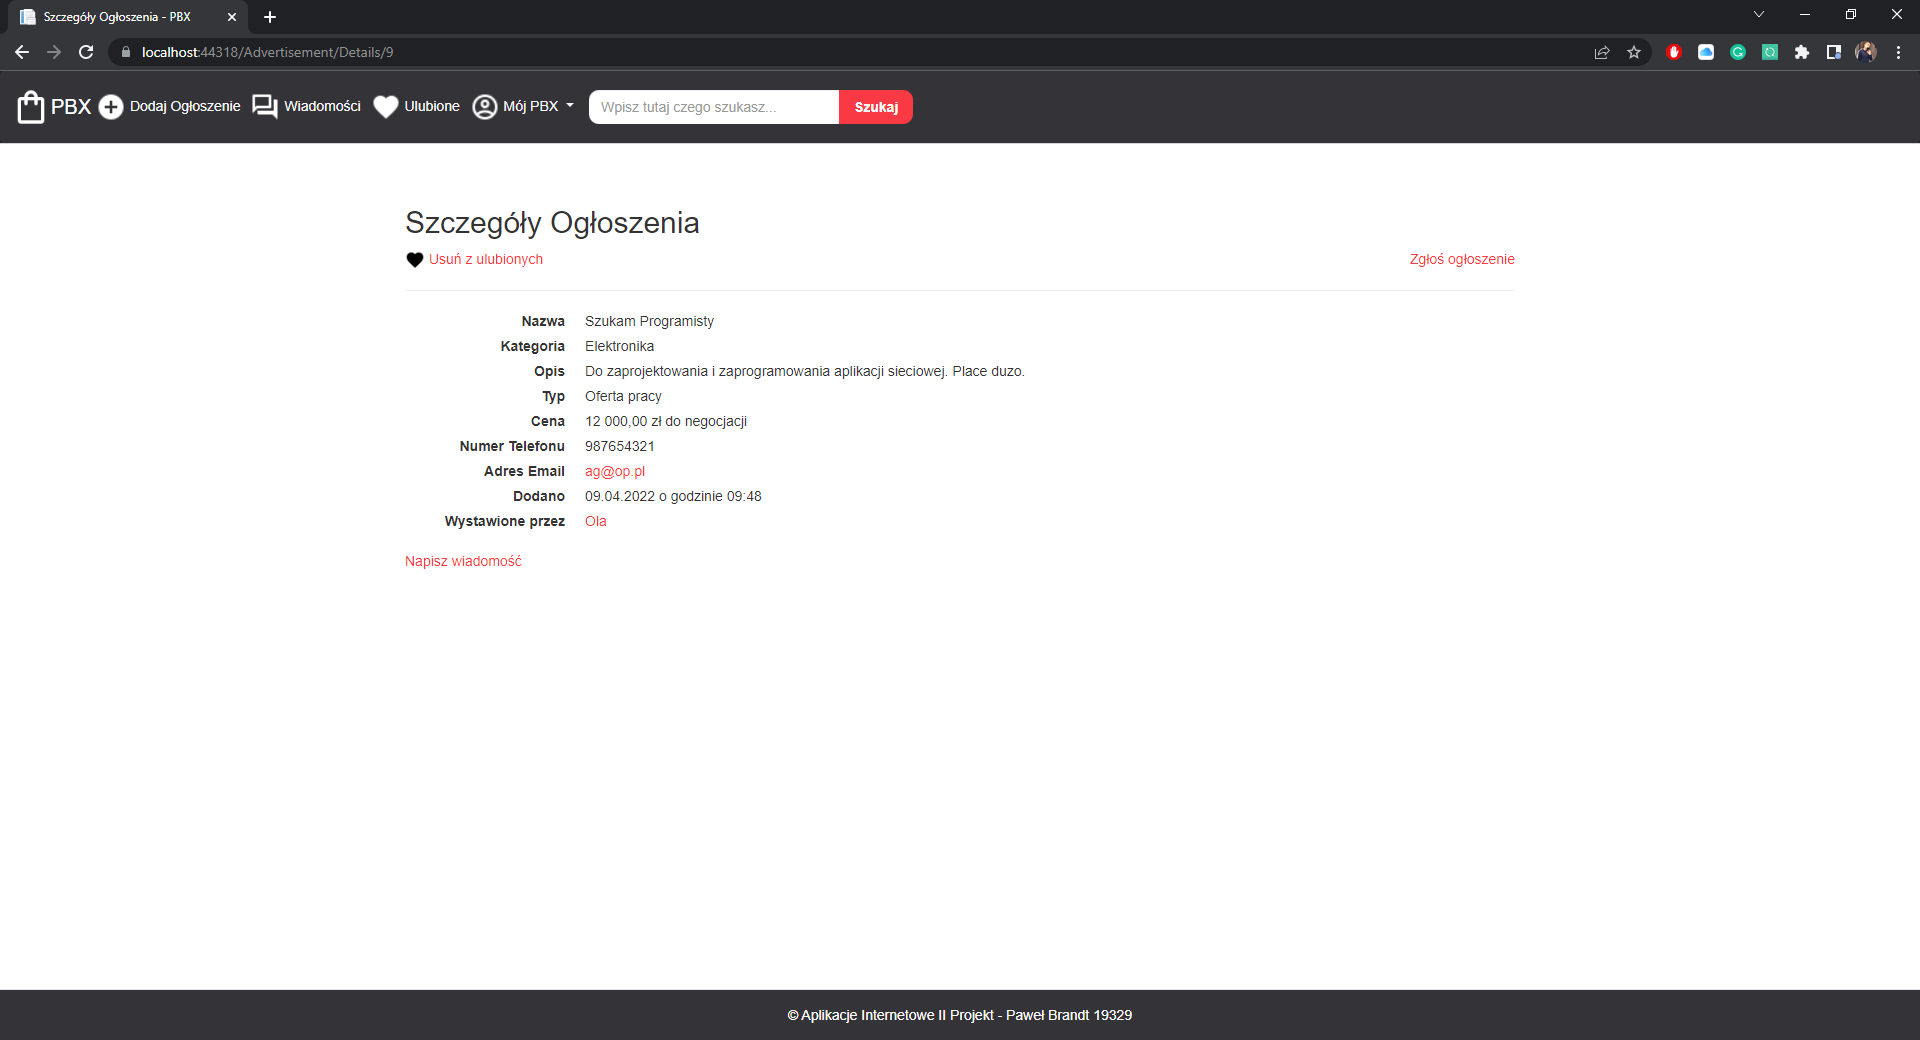 Szczegóły Ogłoszenia - PBX
localhost:44318/Advertisement/Details/9
PBX Dodaj Ogłoszenie Wiadomości Ulubione Mój PBX Wpisz tutaj czego szukasz... Szukaj
Szczegóły Ogłoszenia
Usuń z ulubionych Zgłoś ogłoszenie
Nazwa Szukam Programisty
Kategoria Elektronika
Opis Do zaprojektowania i zaprogramowania aplikacji sieciowej. Place duzo.
Typ Oferta pracy
Cena 12 000,00 zł do negocjacji
Numer Telefonu 987654321
Adres Email ag@op.pl
Dodano 09.04.2022 o godzinie 09:48
Wystawione przez Ola
Napisz wiadomość
© Aplikacje Internetowe II Projekt - Paweł Brandt 19329